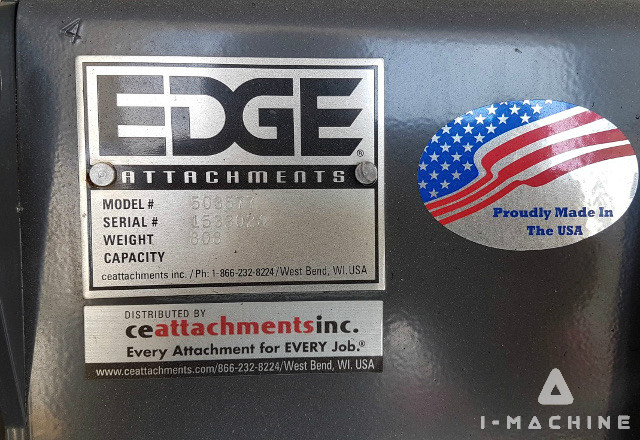 4
EDGE®
ATTACHMENTS
MODEL #
SERIAL #
WEIGHT
CAPACITY
ceattachments inc. / Ph: 1-866-232-8224/West Bend, WI. USA
DISTRIBUTED BY
ceattachmentsinc.
Every Attachment for EVERY Job.®
www.ceattachments.com/866-232-8224/West Bend, WI. USA
Proudly Made In
The USA
I-MACHINE